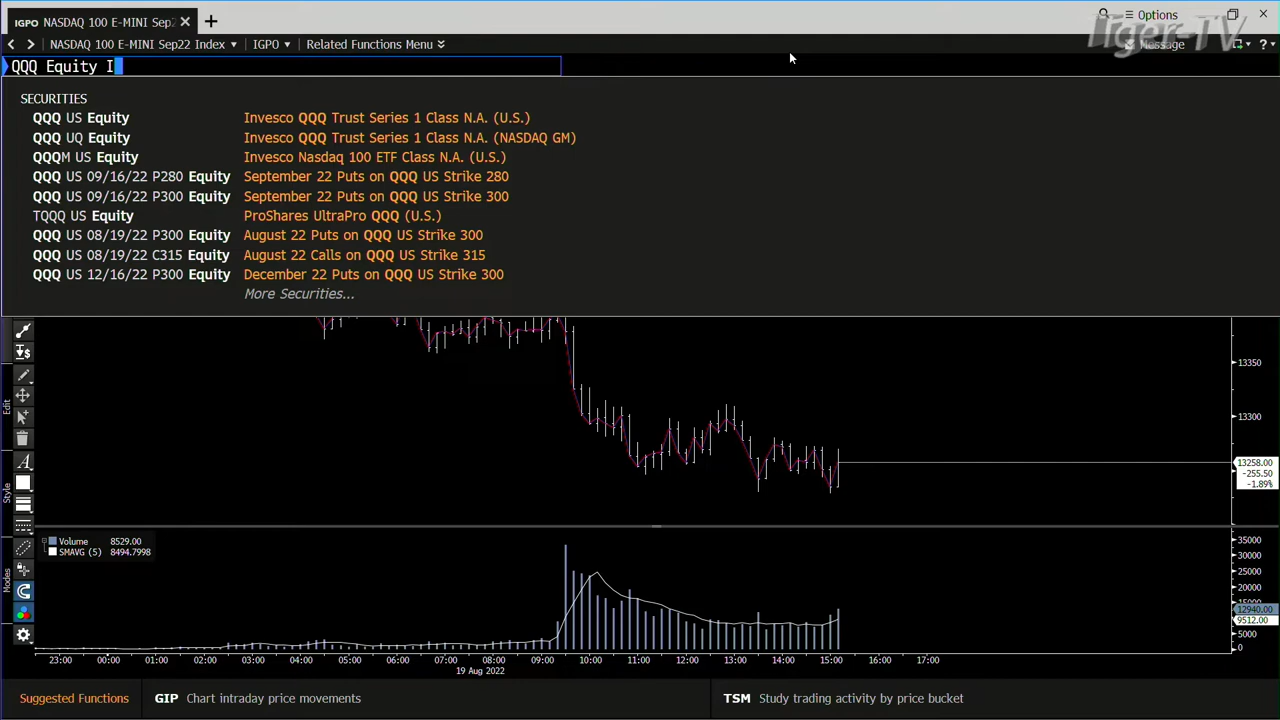 IGPO NASDAQ 100 E-MINI Sep2
Options
NASDAQ 100 E-MINI Sep22 Index IGPO Related Functions Menu
Message
?
Tiger-TV
QQQ Equity I
SECURITIES
QQQ US Equity Invesco QQQ Trust Series 1 Class N.A. (U.S.)
QQQ UQ Equity Invesco QQQ Trust Series 1 Class N.A. (NASDAQ GM)
QQQM US Equity Invesco Nasdaq 100 ETF Class N.A. (U.S.)
QQQ US 09/16/22 P280 Equity September 22 Puts on QQQ US Strike 280
QQQ US 09/16/22 P300 Equity September 22 Puts on QQQ US Strike 300
TQQQ US Equity ProShares UltraPro QQQ (U.S.)
QQQ US 08/19/22 P300 Equity August 22 Puts on QQQ US Strike 300
QQQ US 08/19/22 C315 Equity August 22 Calls on QQQ US Strike 315
QQQ US 12/16/22 P300 Equity December 22 Puts on QQQ US Strike 300
More Securities...
13350
13300
13258.00
-255.50
-1.89%
Edit
Style
Modes
Volume 8529.00
SMAVG (5) 8494.7998
35000
30000
25000
20000
12940.00
9512.00
5000
0
23:00 00:00 01:00 02:00 03:00 04:00 05:00 06:00 07:00 08:00 09:00 10:00 11:00 12:00 13:00 14:00 15:00 16:00 17:00
19 Aug 2022
Suggested Functions GIP Chart intraday price movements TSM Study trading activity by price bucket